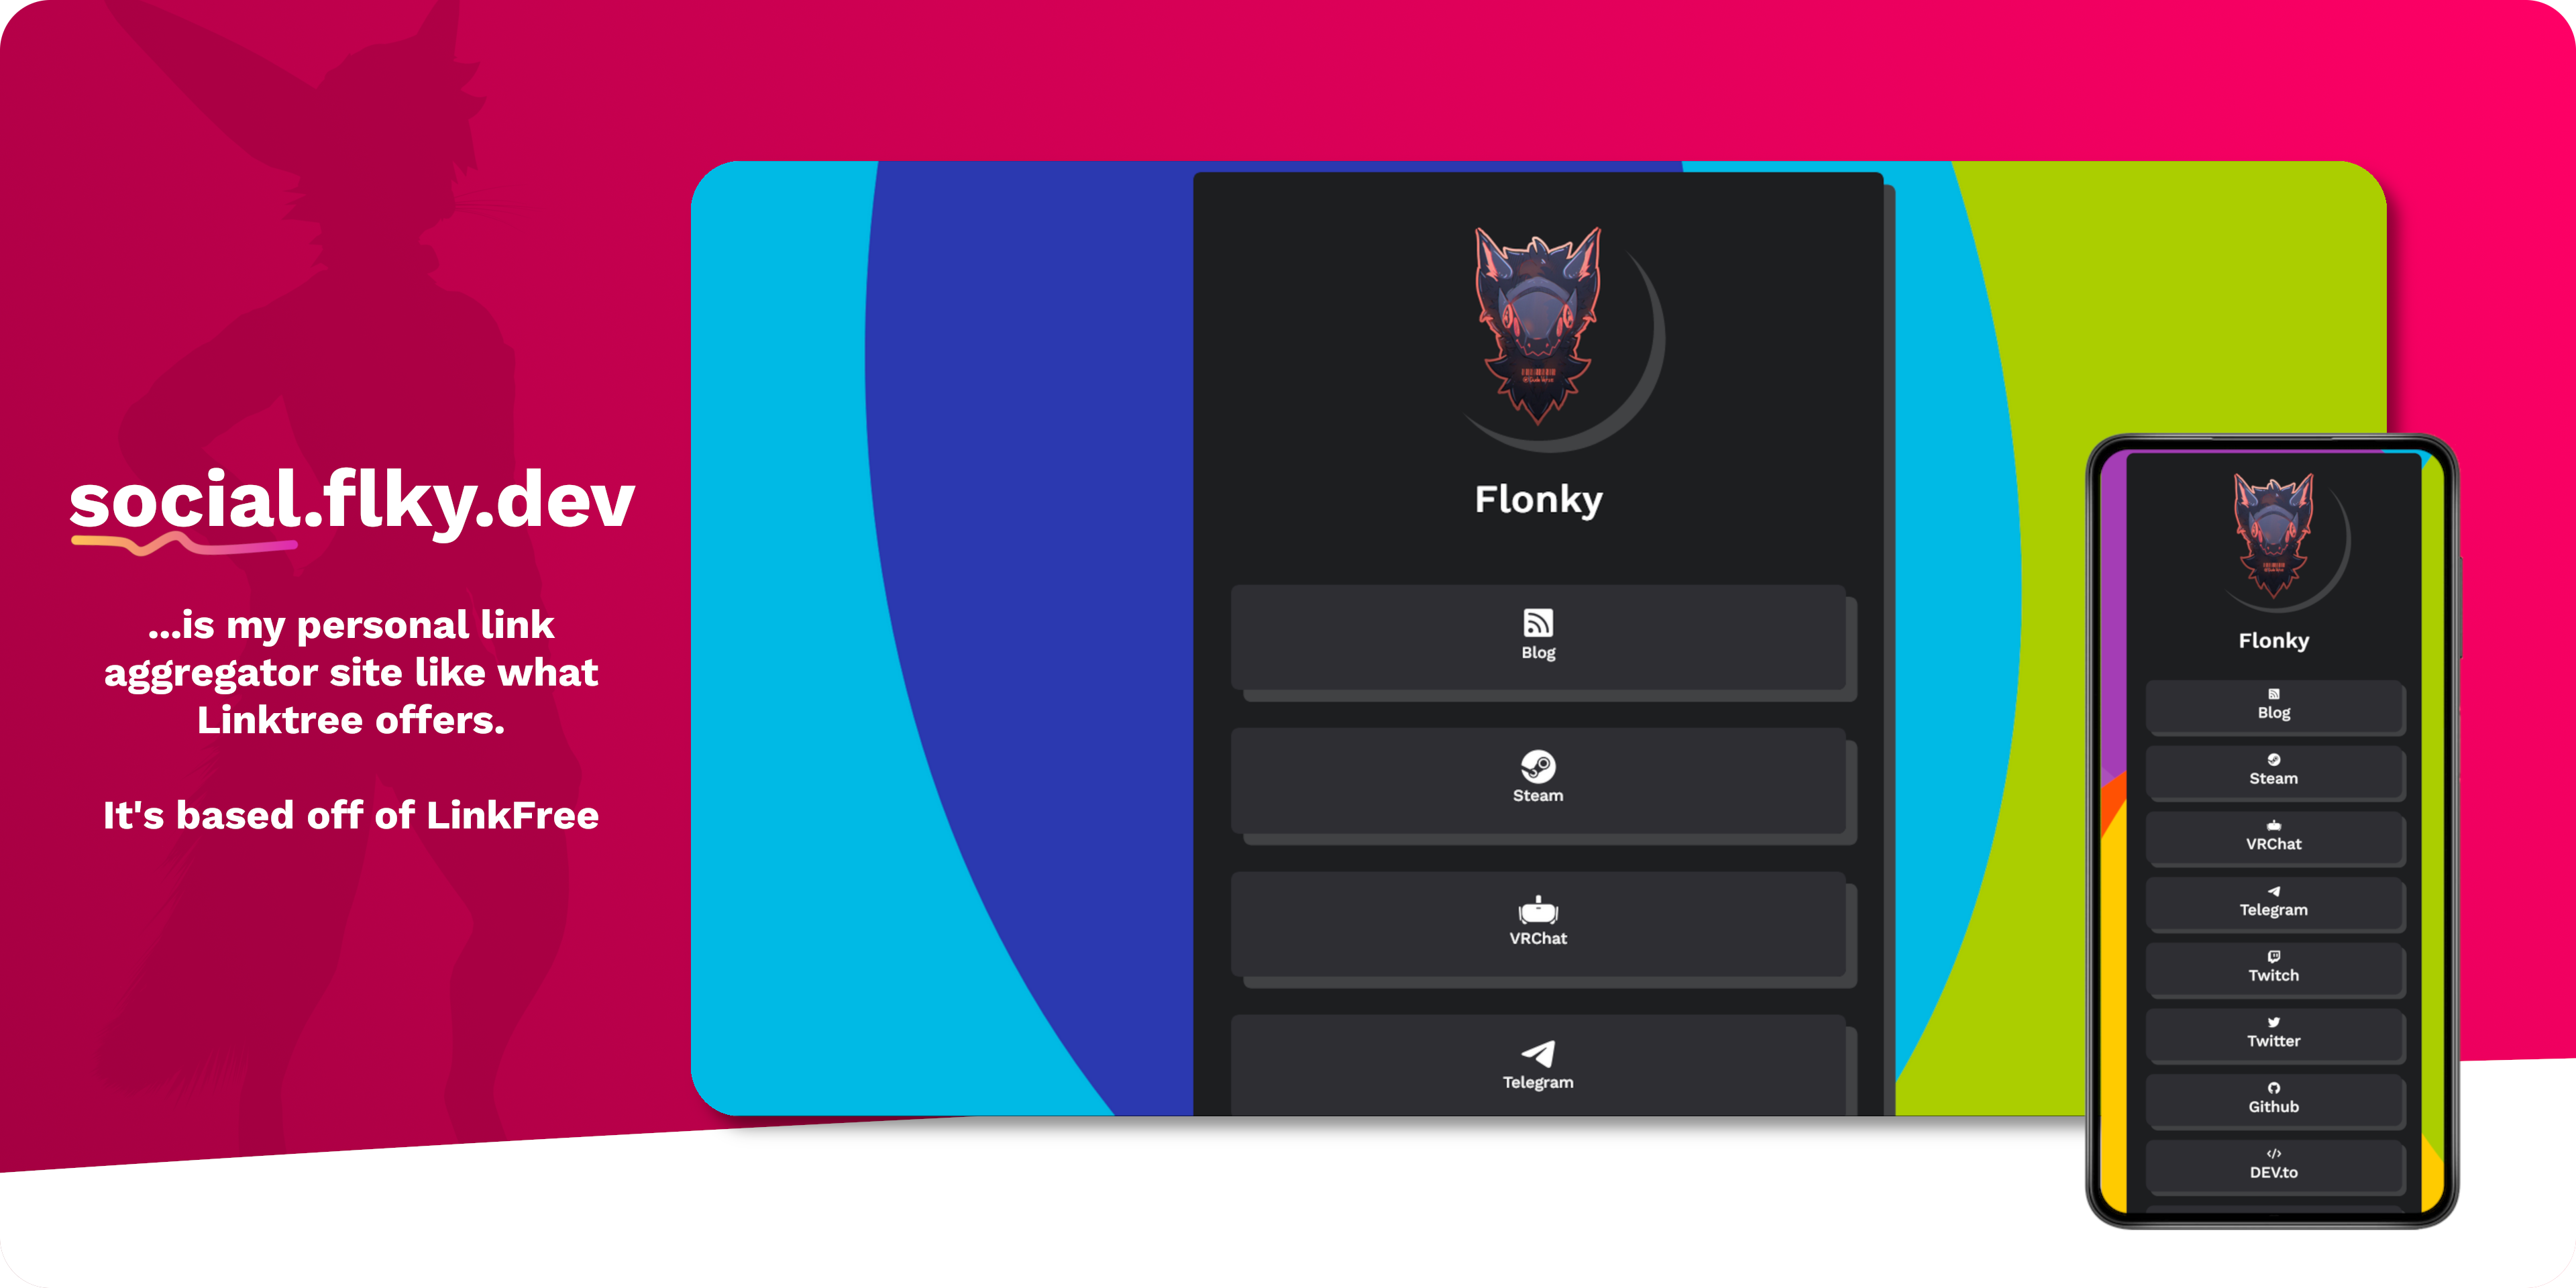 social.flky.dev
...is my personal link
aggregator site like what
Linktree offers.
It's based off of LinkFree
Flonky
Blog
Steam
VRChat
Telegram
Flonky
Blog
Steam
VRChat
Telegram
Twitch
Twitter
Github
DEV.to